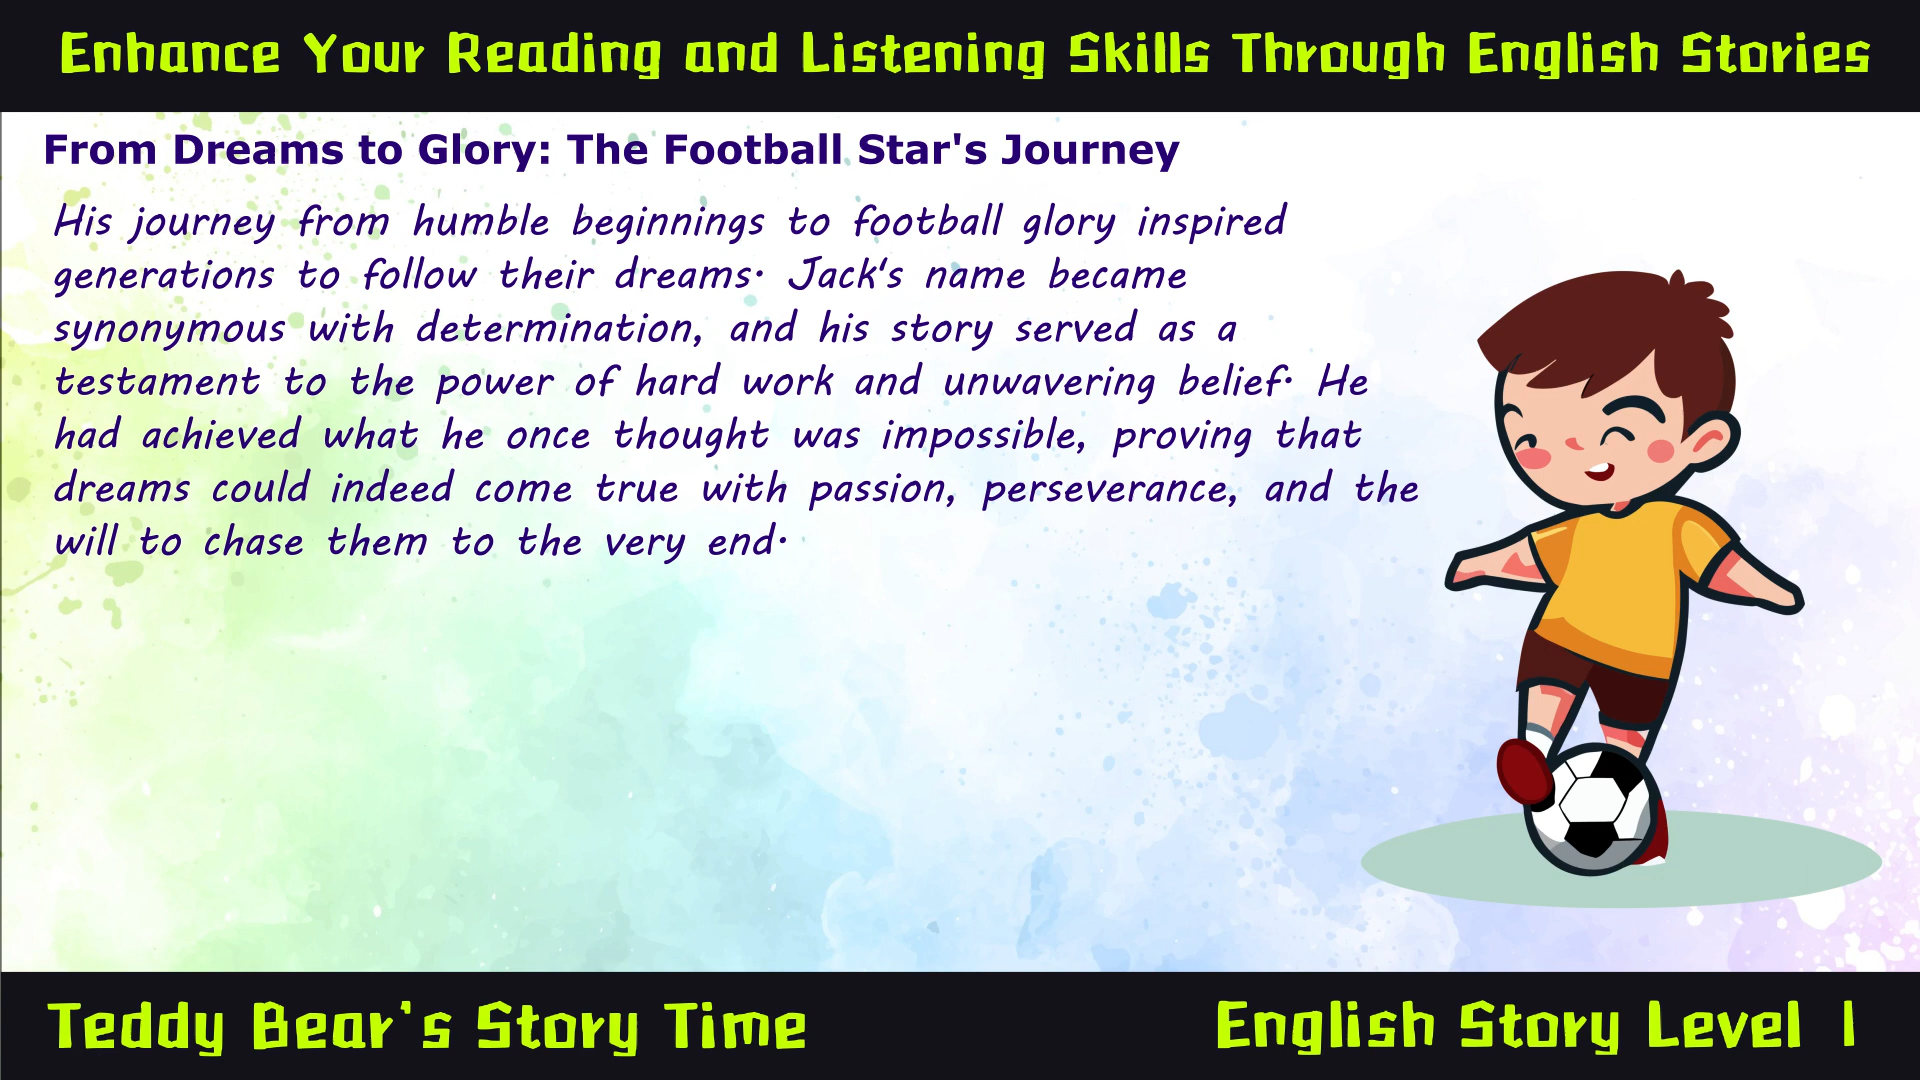 Enhance Your Reading and Listening Skills Through English Stories
From Dreams to Glory: The Football Star's Journey
His journey from humble beginnings to football glory inspired
generations to follow their dreams. Jack's name became
synonymous with determination, and his story served as a
testament to the power of hard work and unwavering belief. He
had achieved what he once thought was impossible, proving that
dreams could indeed come true with passion, perseverance, and the
will to chase them to the very end.
Teddy Bear's Story Time
English Story Level 1